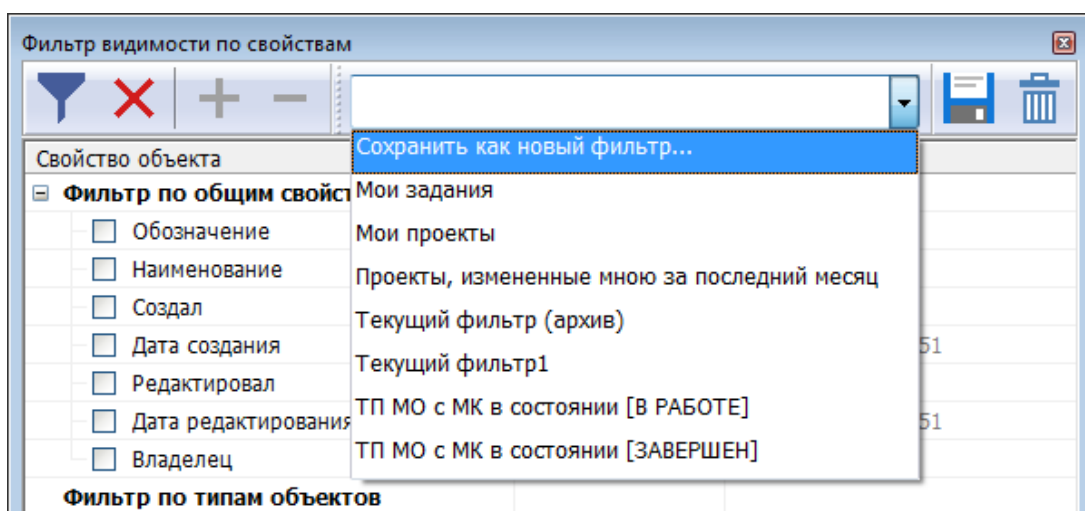 Фильтр видимости по свойствам
Свойство объекта
Сохранить как новый фильтр...
Фильтр по общим свойст
Мои задания
Обозначение
Мои проекты
Наименование
Проекты, измененные мною за последний месяц
Создал
Текущий фильтр (архив)
Дата создания
51
Текущий фильтр1
Редактировал
ТП МО с МК в состоянии [В РАБОТЕ]
Дата редактирования
51
ТП МО с МК в состоянии [ЗАВЕРШЕН]
Владелец
Фильтр по типам объектов